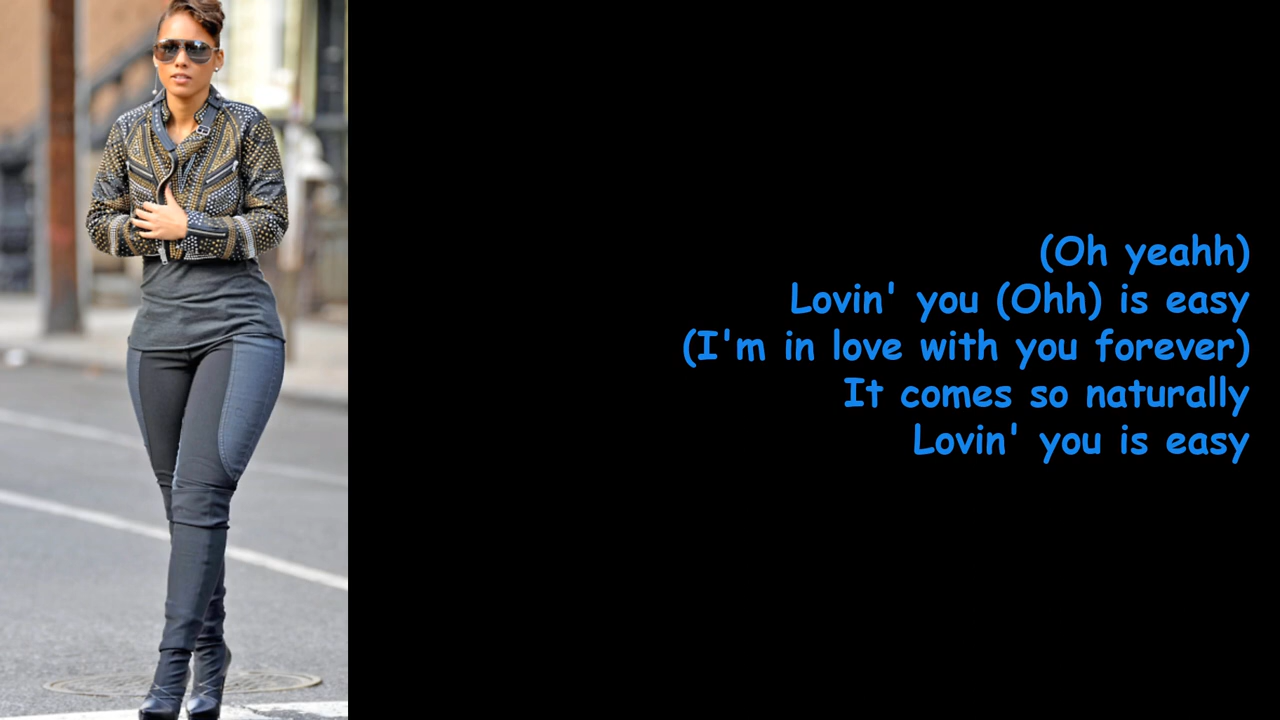 (Oh yeahh)
Lovin' you (Ohh) is easy
(I'm in love with you forever)
It comes so naturally
Lovin' you is easy